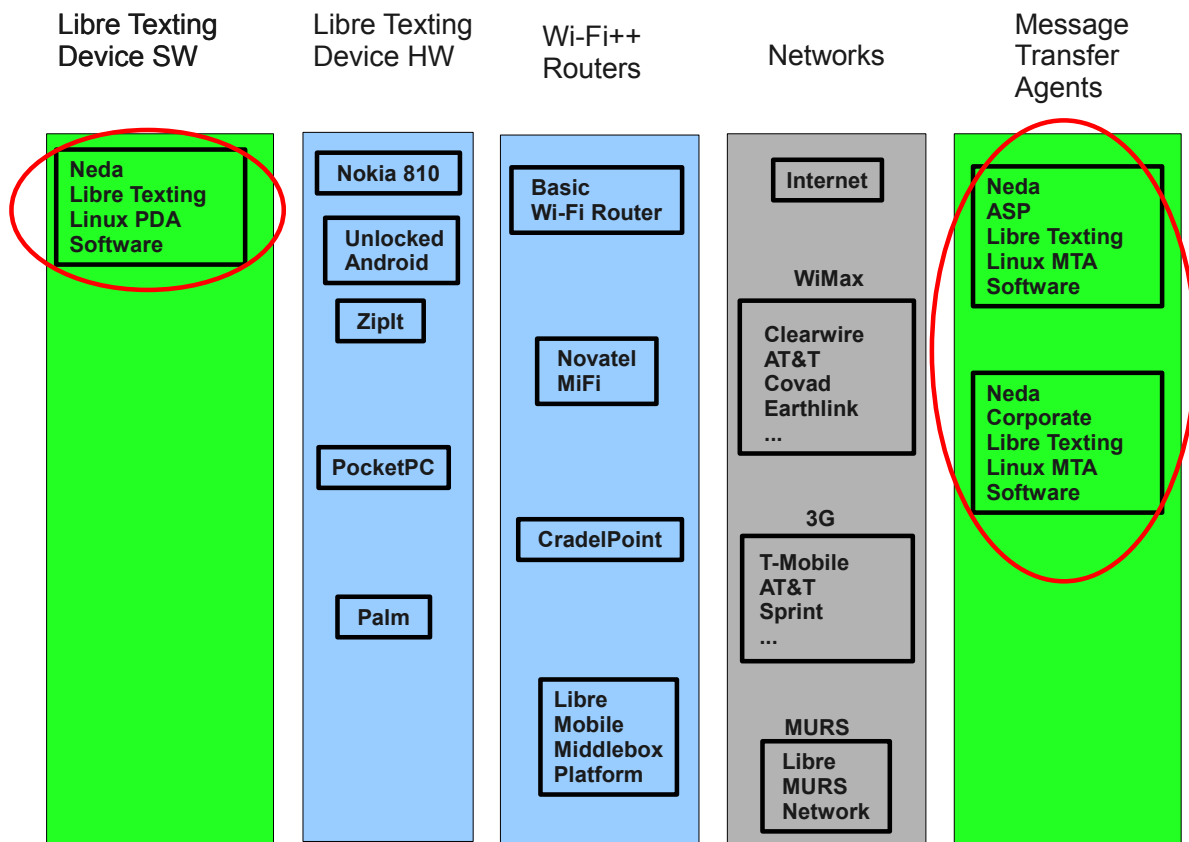 Libre Texting
Device SW
Libre Texting
Device HW
Wi-Fi++
Routers
Networks
Message
Transfer
Agents
Neda
Libre Texting
Linux PDA
Software
Nokia 810
Unlocked
Android
ZipIt
PocketPC
Palm
Basic
Wi-Fi Router
Novatel
MiFi
CradelPoint
Libre
Mobile
Middlebox
Platform
Internet
WiMax
Clearwire
AT&T
Covad
Earthlink
...
3G
T-Mobile
AT&T
Sprint
...
MURS
Libre
MURS
Network
Neda
ASP
Libre Texting
Linux MTA
Software
Neda
Corporate
Libre Texting
Linux MTA
Software